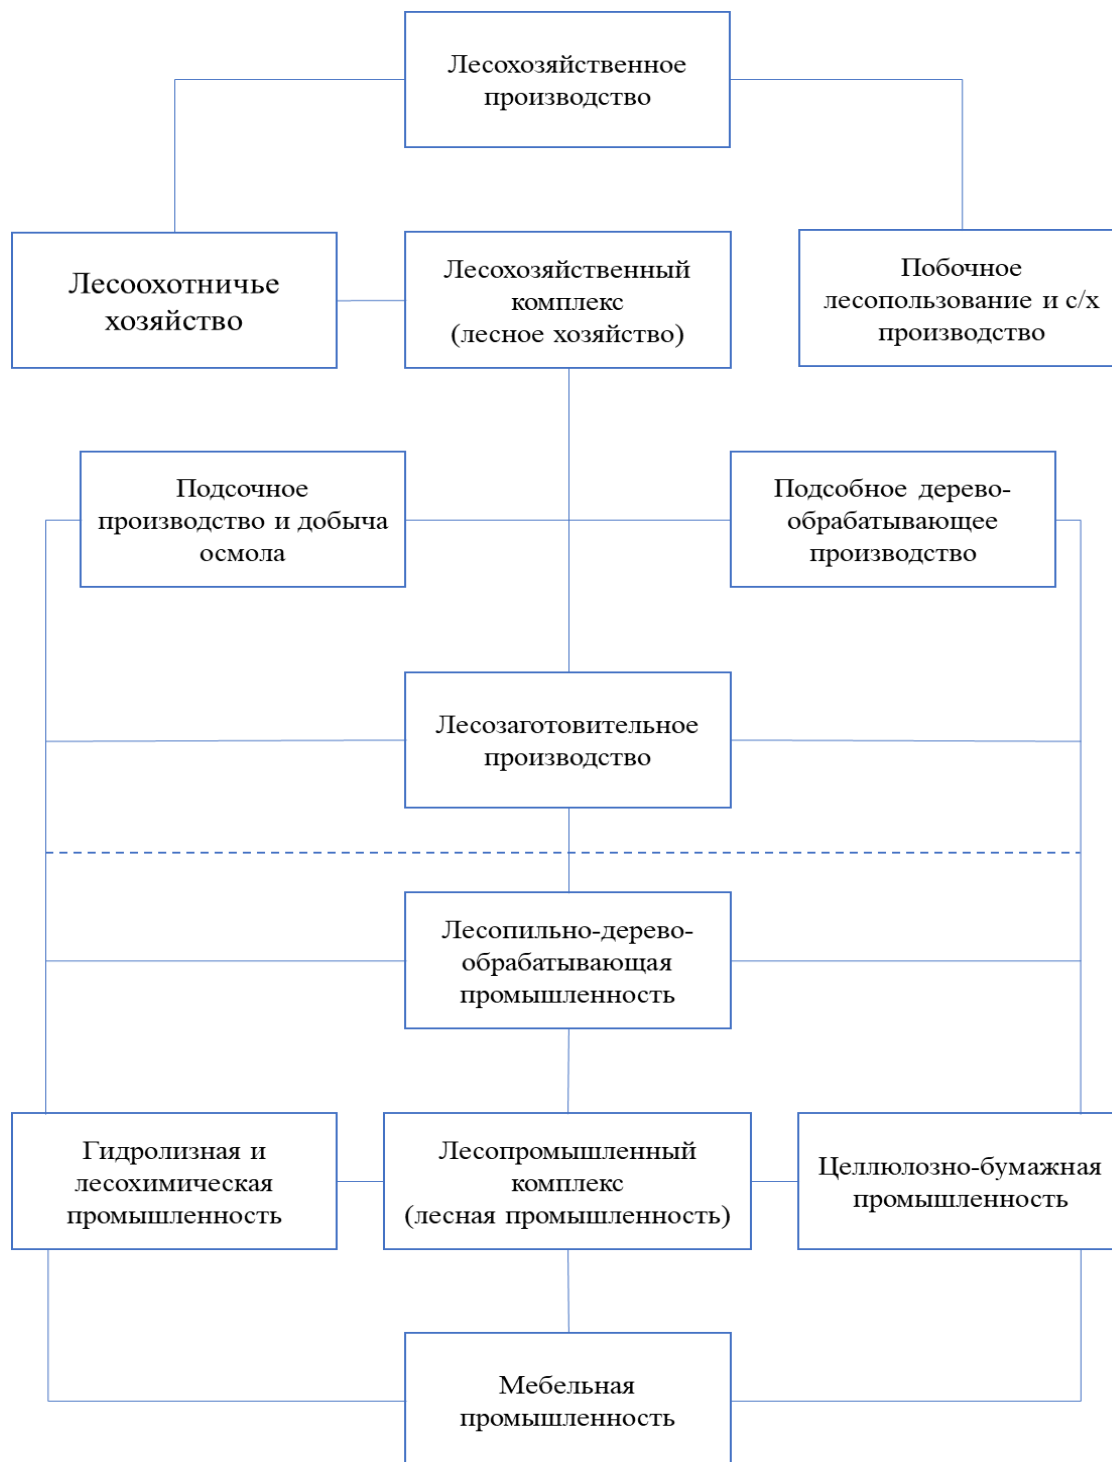 Лесохозяйственное
производство
Лесоохотничье
хозяйство
Лесохозяйственный
комплекс
(лесное хозяйство)
Побочное
лесопользование и с/х
производство
Подсочное
производство и добыча
осмола
Подсобное дерево-
обрабатывающее
производство
Лесозаготовительное
производство
Лесопильно-дерево-
обрабатывающая
промышленность
Гидролизная и
лесохимическая
промышленность
Лесопромышленный
комплекс
(лесная промышленность)
Целлюлозно-бумажная
промышленность
Мебельная
промышленность